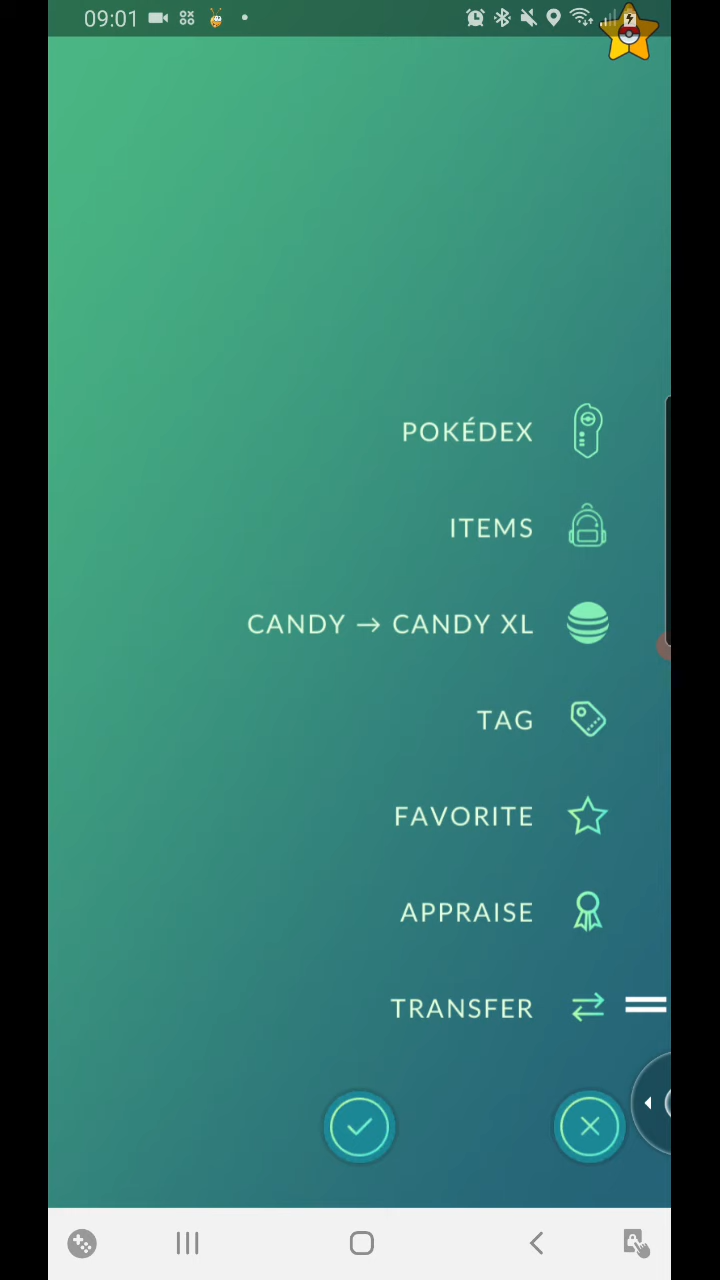 09:01
POKÉDEX
ITEMS
CANDY → CANDY XL
TAG
FAVORITE
APPRAISE
TRANSFER